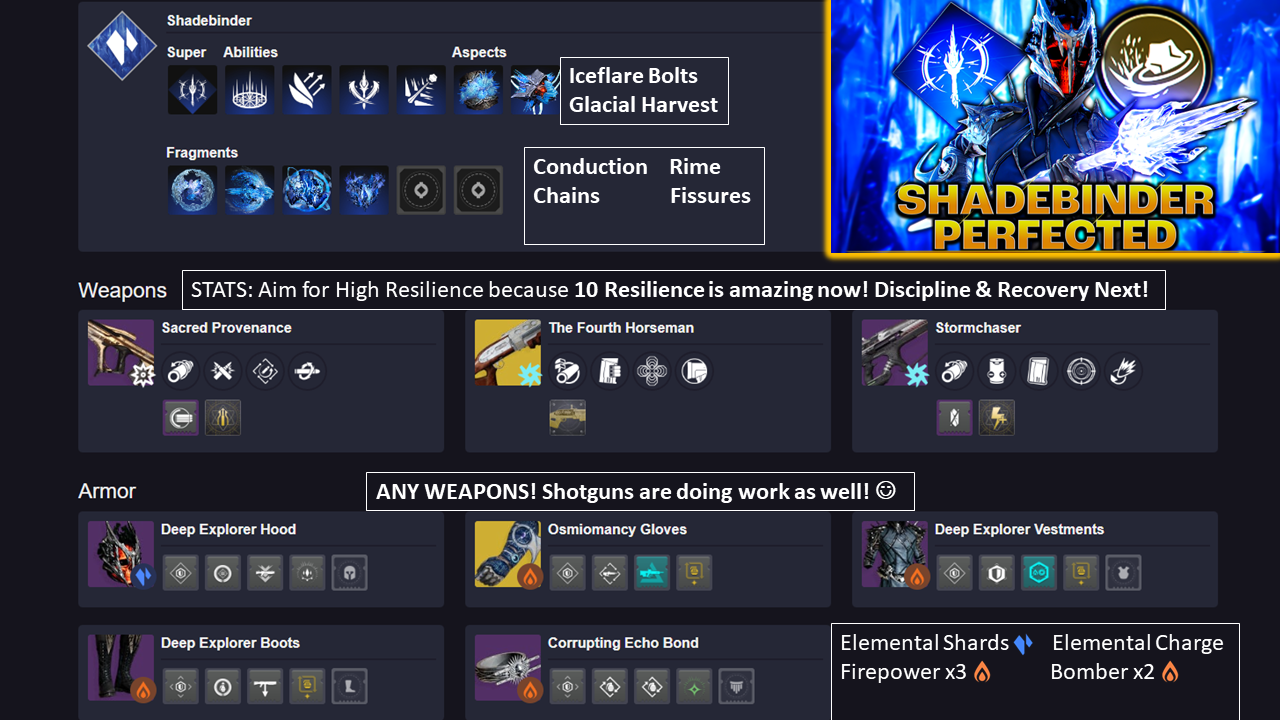 Shadebinder
Super Abilities Aspects
Iceflare Bolts
Glacial Harvest
Fragments
Conduction Rime
Chains Fissures
SHADEBINDER
PERFECTED
Weapons
STATS: Aim for High Resilience because 10 Resilience is amazing now! Discipline & Recovery Next!
Sacred Provenance
The Fourth Horseman
Stormchaser
Armor
ANY WEAPONS! Shotguns are doing work as well! ☺
Deep Explorer Hood
Osmiomancy Gloves
Deep Explorer Vestments
Deep Explorer Boots
Corrupting Echo Bond
Elemental Shards Elemental Charge
Firepower x3 Bomber x2